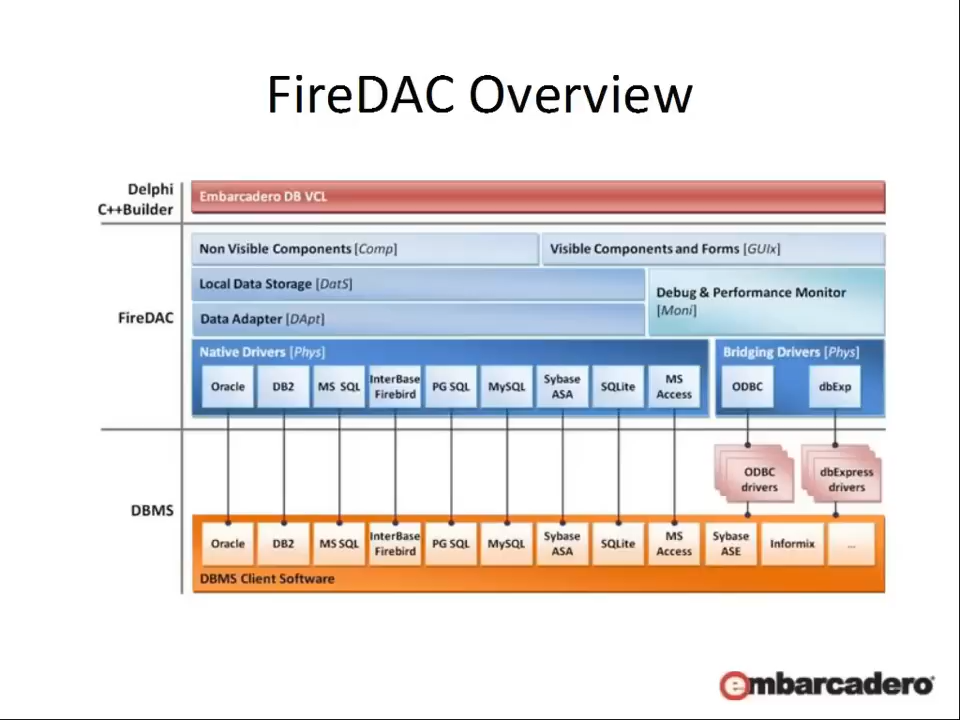 FireDAC Overview
Delphi
C++Builder
Embarcadero DB VCL
FireDAC
Non Visible Components [Comp]
Visible Components and Forms [GUIx]
Local Data Storage [DatS]
Debug & Performance Monitor
[Moni]
Data Adapter [DApt]
Native Drivers [Phys]
Bridging Drivers [Phys]
Oracle
DB2
MS SQL
InterBase
Firebird
PG SQL
MySQL
Sybase
ASA
SQLite
MS
Access
ODBC
dbExp
DBMS
ODBC
drivers
dbExpress
drivers
Oracle
DB2
MS SQL
InterBase
Firebird
PG SQL
MySQL
Sybase
ASA
SQLite
MS
Access
Sybase
ASE
Informix
...
DBMS Client Software
embarcadero